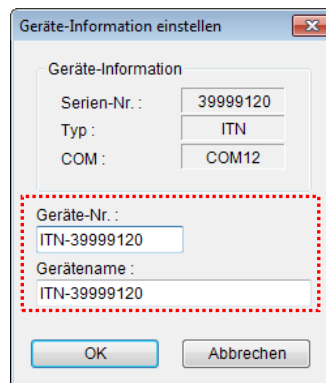 Geräte-Information einstellen
Geräte-Information
Serien-Nr. : 39999120
Typ : ITN
COM : COM12
Geräte-Nr. :
ITN-39999120
Gerätename :
ITN-39999120
OK Abbrechen